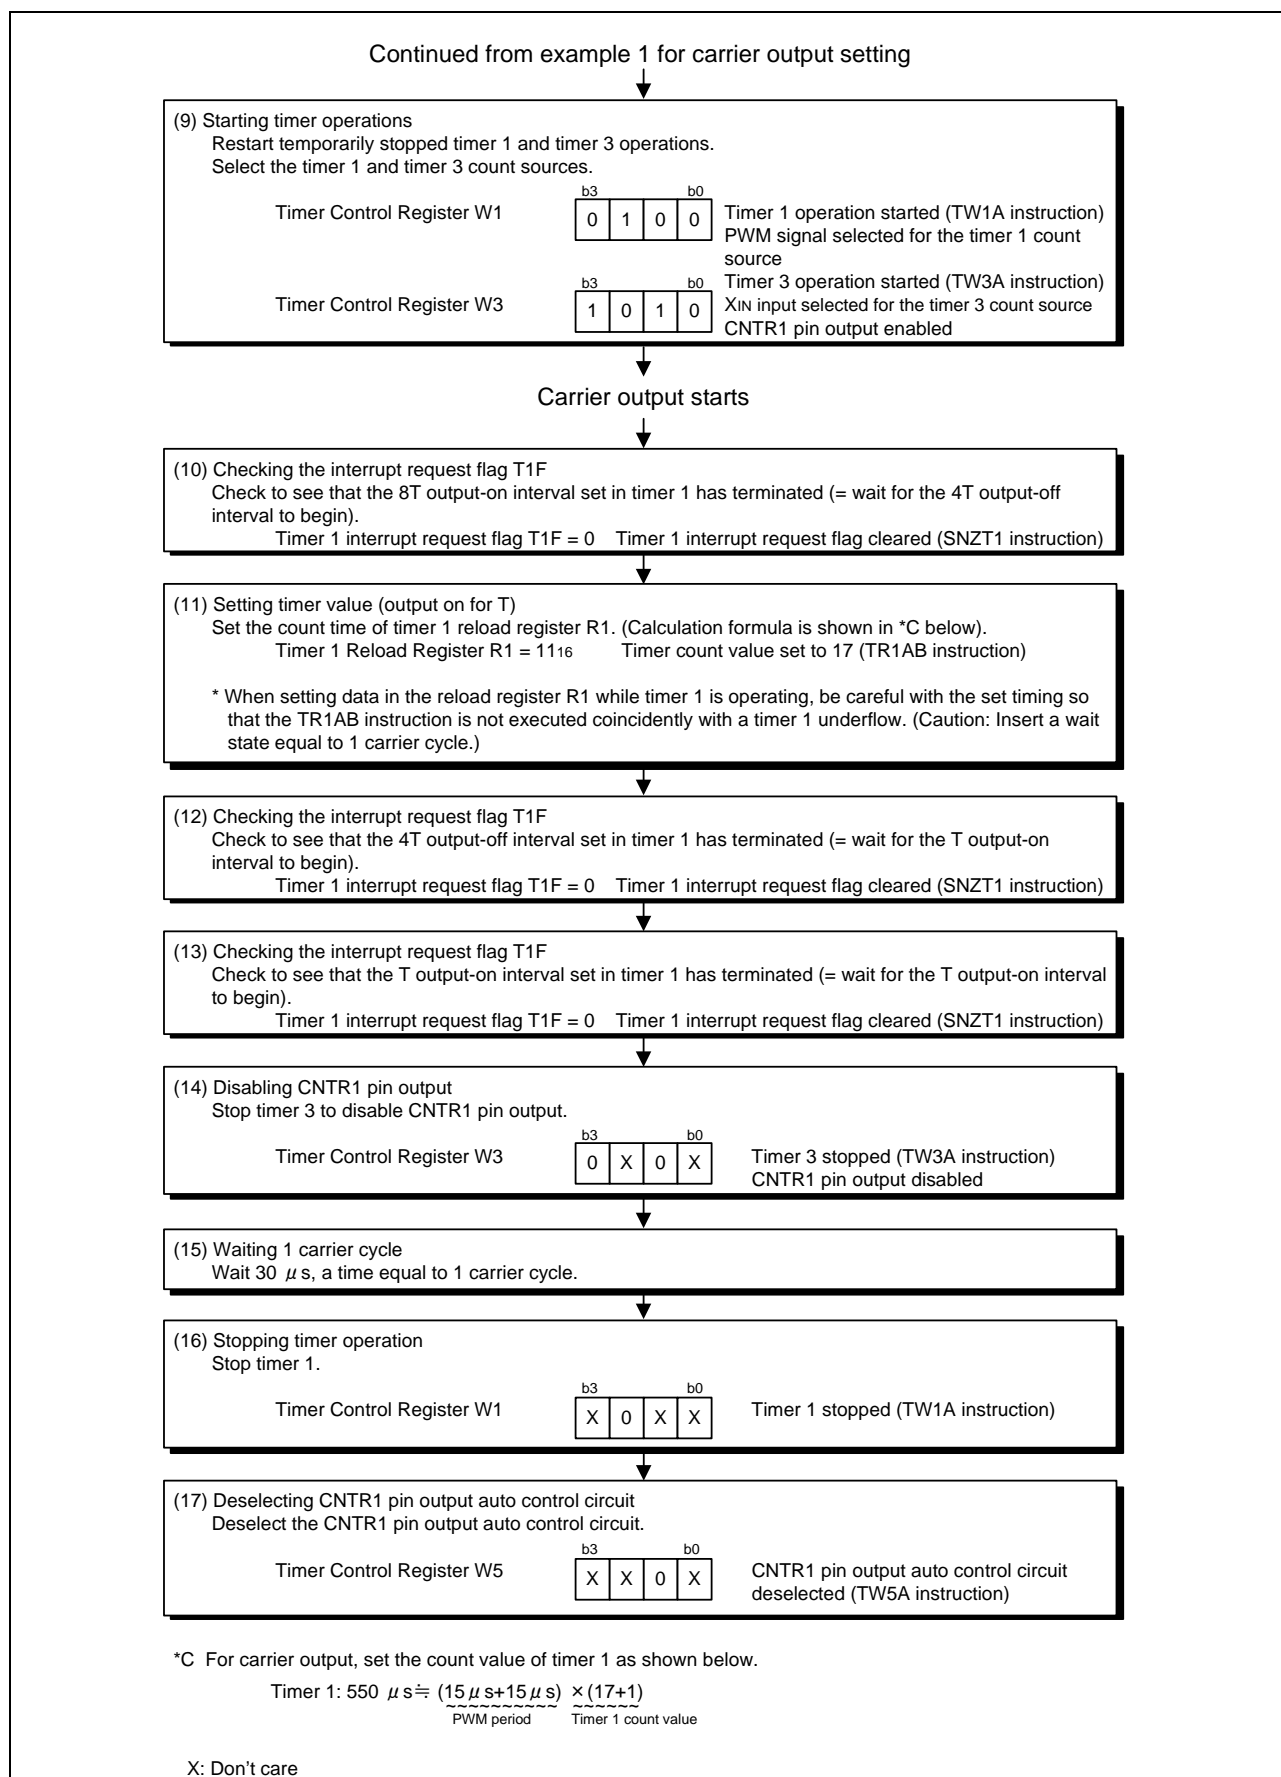 Continued from example 1 for carrier output setting
(9) Starting timer operations
Restart temporarily stopped timer 1 and timer 3 operations.
Select the timer 1 and timer 3 count sources.
b3 b0
Timer Control Register W1 0 1 0 0 Timer 1 operation started (TW1A instruction)
PWM signal selected for the timer 1 count
source
b3 b0 Timer 3 operation started (TW3A instruction)
Timer Control Register W3 1 0 1 0 XIN input selected for the timer 3 count source
CNTR1 pin output enabled
Carrier output starts
(10) Checking the interrupt request flag T1F
Check to see that the 8T output-on interval set in timer 1 has terminated (= wait for the 4T output-off
interval to begin).
Timer 1 interrupt request flag T1F = 0 Timer 1 interrupt request flag cleared (SNZT1 instruction)
(11) Setting timer value (output on for T)
Set the count time of timer 1 reload register R1. (Calculation formula is shown in *C below).
Timer 1 Reload Register R1 = 1116 Timer count value set to 17 (TR1AB instruction)
* When setting data in the reload register R1 while timer 1 is operating, be careful with the set timing so
that the TR1AB instruction is not executed coincidently with a timer 1 underflow. (Caution: Insert a wait
state equal to 1 carrier cycle.)
(12) Checking the interrupt request flag T1F
Check to see that the 4T output-off interval set in timer 1 has terminated (= wait for the T output-on
interval to begin).
Timer 1 interrupt request flag T1F = 0 Timer 1 interrupt request flag cleared (SNZT1 instruction)
(13) Checking the interrupt request flag T1F
Check to see that the T output-on interval set in timer 1 has terminated (= wait for the T output-on interval
to begin).
Timer 1 interrupt request flag T1F = 0 Timer 1 interrupt request flag cleared (SNZT1 instruction)
(14) Disabling CNTR1 pin output
Stop timer 3 to disable CNTR1 pin output.
b3 b0
Timer Control Register W3 0 X 0 X Timer 3 stopped (TW3A instruction)
CNTR1 pin output disabled
(15) Waiting 1 carrier cycle
Wait 30 μs, a time equal to 1 carrier cycle.
(16) Stopping timer operation
Stop timer 1.
b3 b0
Timer Control Register W1 X 0 X X Timer 1 stopped (TW1A instruction)
(17) Deselecting CNTR1 pin output auto control circuit
Deselect the CNTR1 pin output auto control circuit.
b3 b0
Timer Control Register W5 X X 0 X CNTR1 pin output auto control circuit
deselected (TW5A instruction)
*C For carrier output, set the count value of timer 1 as shown below.
Timer 1: 550 μs≒ (15μs+15μs) ×(17+1)
PWM period Timer 1 count value
X: Don't care